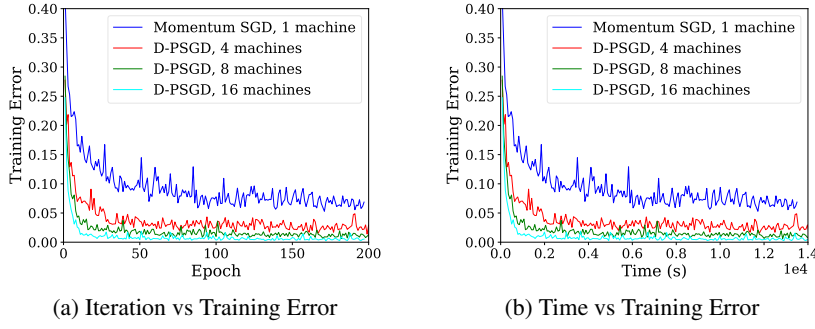 0.40
0.35
0.30
0.25
0.20
0.15
0.10
0.05
0.00
Training Error
Momentum SGD, 1 machine
D-PSGD, 4 machines
D-PSGD, 8 machines
D-PSGD, 16 machines
0 50 100 150 200
Epoch
(a) Iteration vs Training Error
0.40
0.35
0.30
0.25
0.20
0.15
0.10
0.05
0.00
Training Error
Momentum SGD, 1 machine
D-PSGD, 4 machines
D-PSGD, 8 machines
D-PSGD, 16 machines
0.0 0.2 0.4 0.6 0.8 1.0 1.2 1.4
1e4
Time (s)
(b) Time vs Training Error